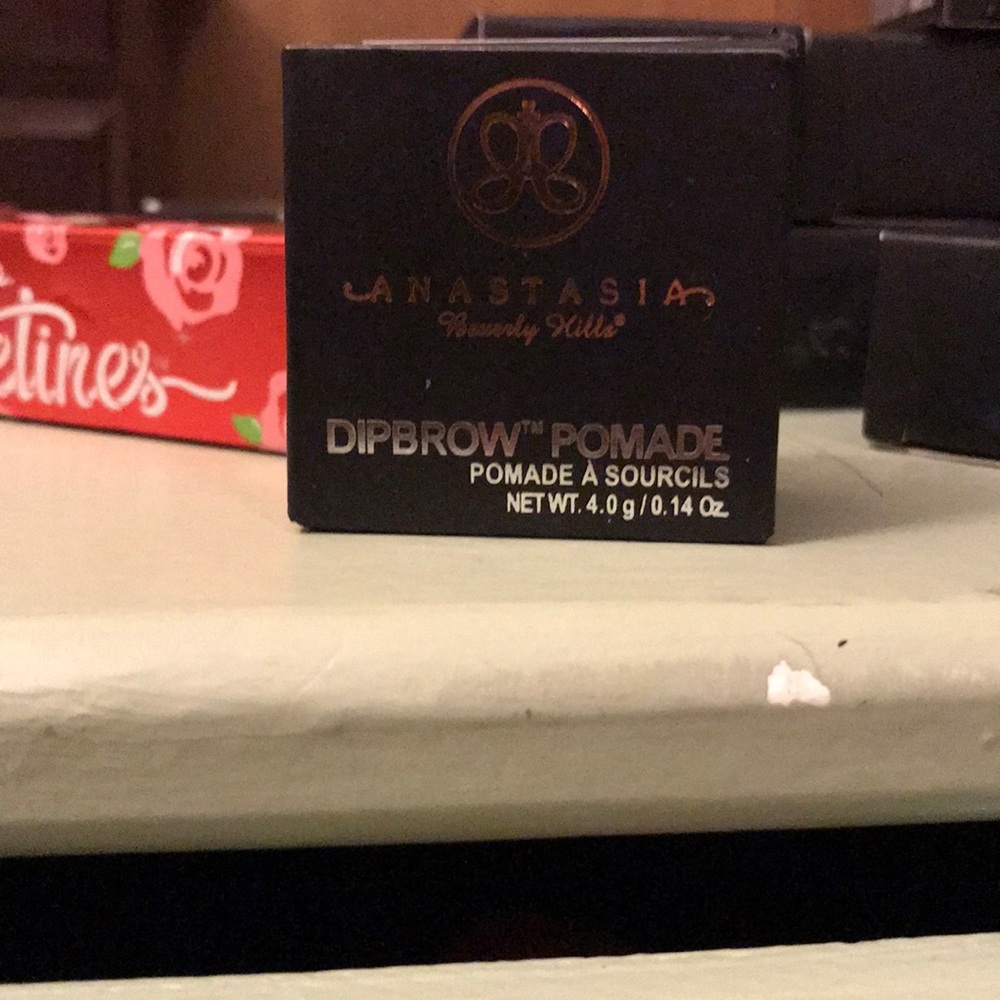 ANASTASIA
Beverly Hills®
DIPBROW™ POMADE
POMADE À SOURCILS
NET WT. 4.0 g / 0.14 Oz.
etines